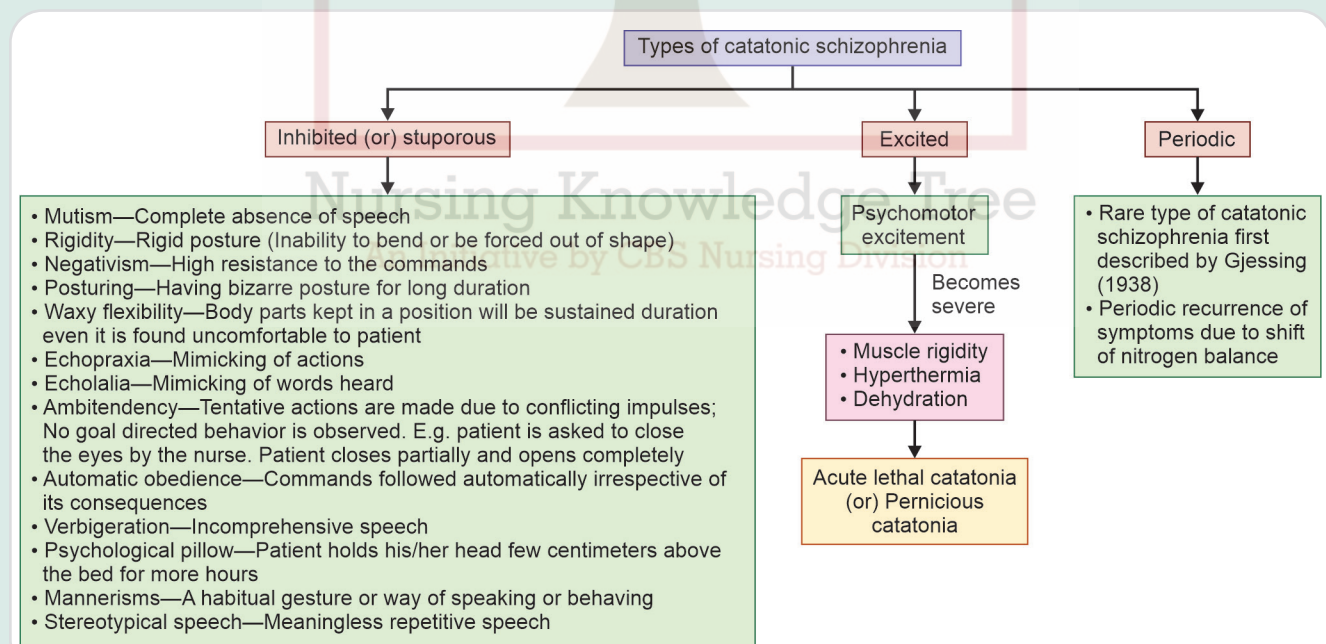 Types of catatonic schizophrenia
Inhibited (or) stuporous
Excited
Periodic
Nursing Knowledge Tree
An Initiative by CBS Nursing Division
• Mutism—Complete absence of speech
• Rigidity—Rigid posture (Inability to bend or be forced out of shape)
• Negativism—High resistance to the commands
• Posturing—Having bizarre posture for long duration
• Waxy flexibility—Body parts kept in a position will be sustained duration
even it is found uncomfortable to patient
• Echopraxia—Mimicking of actions
• Echolalia—Mimicking of words heard
• Ambitendency—Tentative actions are made due to conflicting impulses;
No goal directed behavior is observed. E.g. patient is asked to close
the eyes by the nurse. Patient closes partially and opens completely
• Automatic obedience—Commands followed automatically irrespective of
its consequences
• Verbigeration—Incomprehensive speech
• Psychological pillow—Patient holds his/her head few centimeters above
the bed for more hours
• Mannerisms—A habitual gesture or way of speaking or behaving
• Stereotypical speech—Meaningless repetitive speech
Psychomotor
excitement
Becomes
severe
• Muscle rigidity
• Hyperthermia
• Dehydration
Acute lethal catatonia
(or) Pernicious
catatonia
• Rare type of catatonic
schizophrenia first
described by Gjessing
(1938)
• Periodic recurrence of
symptoms due to shift
of nitrogen balance